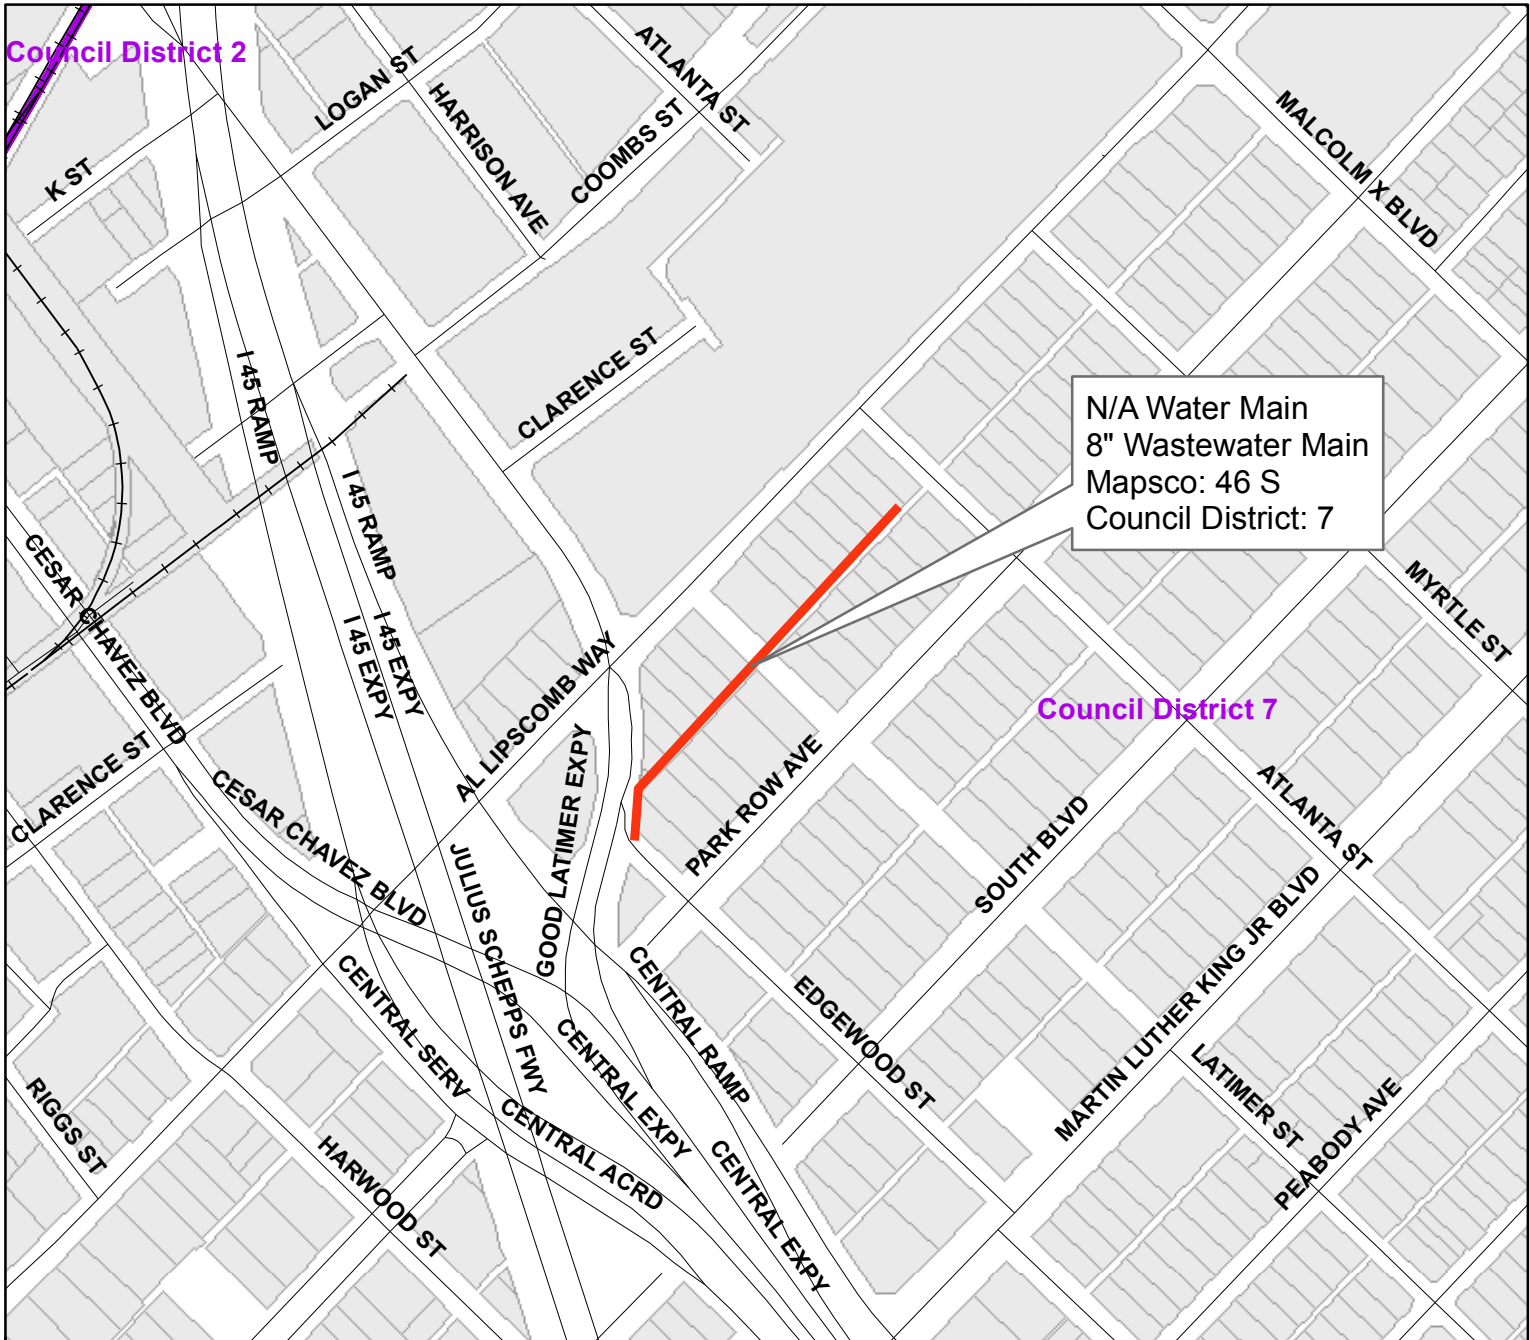 Council District 2
LOGAN ST
ATLANTA ST
HARRISON AVE
COOMBS ST
K ST
MALCOLM X BLVD
I 45 RAMP
CLARENCE ST
N/A Water Main
8" Wastewater Main
Mapsco: 46 S
Council District: 7
I 45 RAMP
CESAR CHAVEZ BLVD
I 45 EXPY
I 45 EXPY
MYRTLE ST
AL LIPSCOMB WAY
Council District 7
CLARENCE ST
CESAR CHAVEZ BLVD
GOOD LATIMER EXPY
PARK ROW AVE
ATLANTA ST
SOUTH BLVD
JULIUS SCHEPPS FWY
MARTIN LUTHER KING JR BLVD
CENTRAL SERV
CENTRAL RAMP
EDGEWOOD ST
CENTRAL EXPY
LATIMER ST
PEABODY AVE
RIGGS ST
CENTRAL ACRD
HARWOOD ST
CENTRAL EXPY